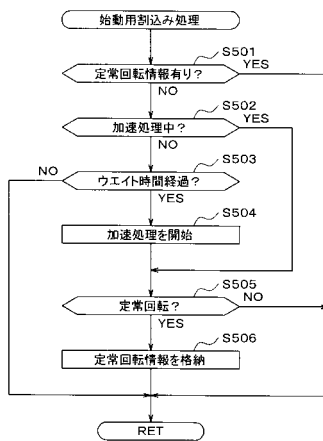 始動用割込み処理
S501
定常回転情報有り?
YES
NO
S502
加速処理中?
YES
NO
S503
NO
ウエイト時間経過?
YES
S504
加速処理を開始
S505
定常回転?
NO
YES
S506
定常回転情報を格納
RET